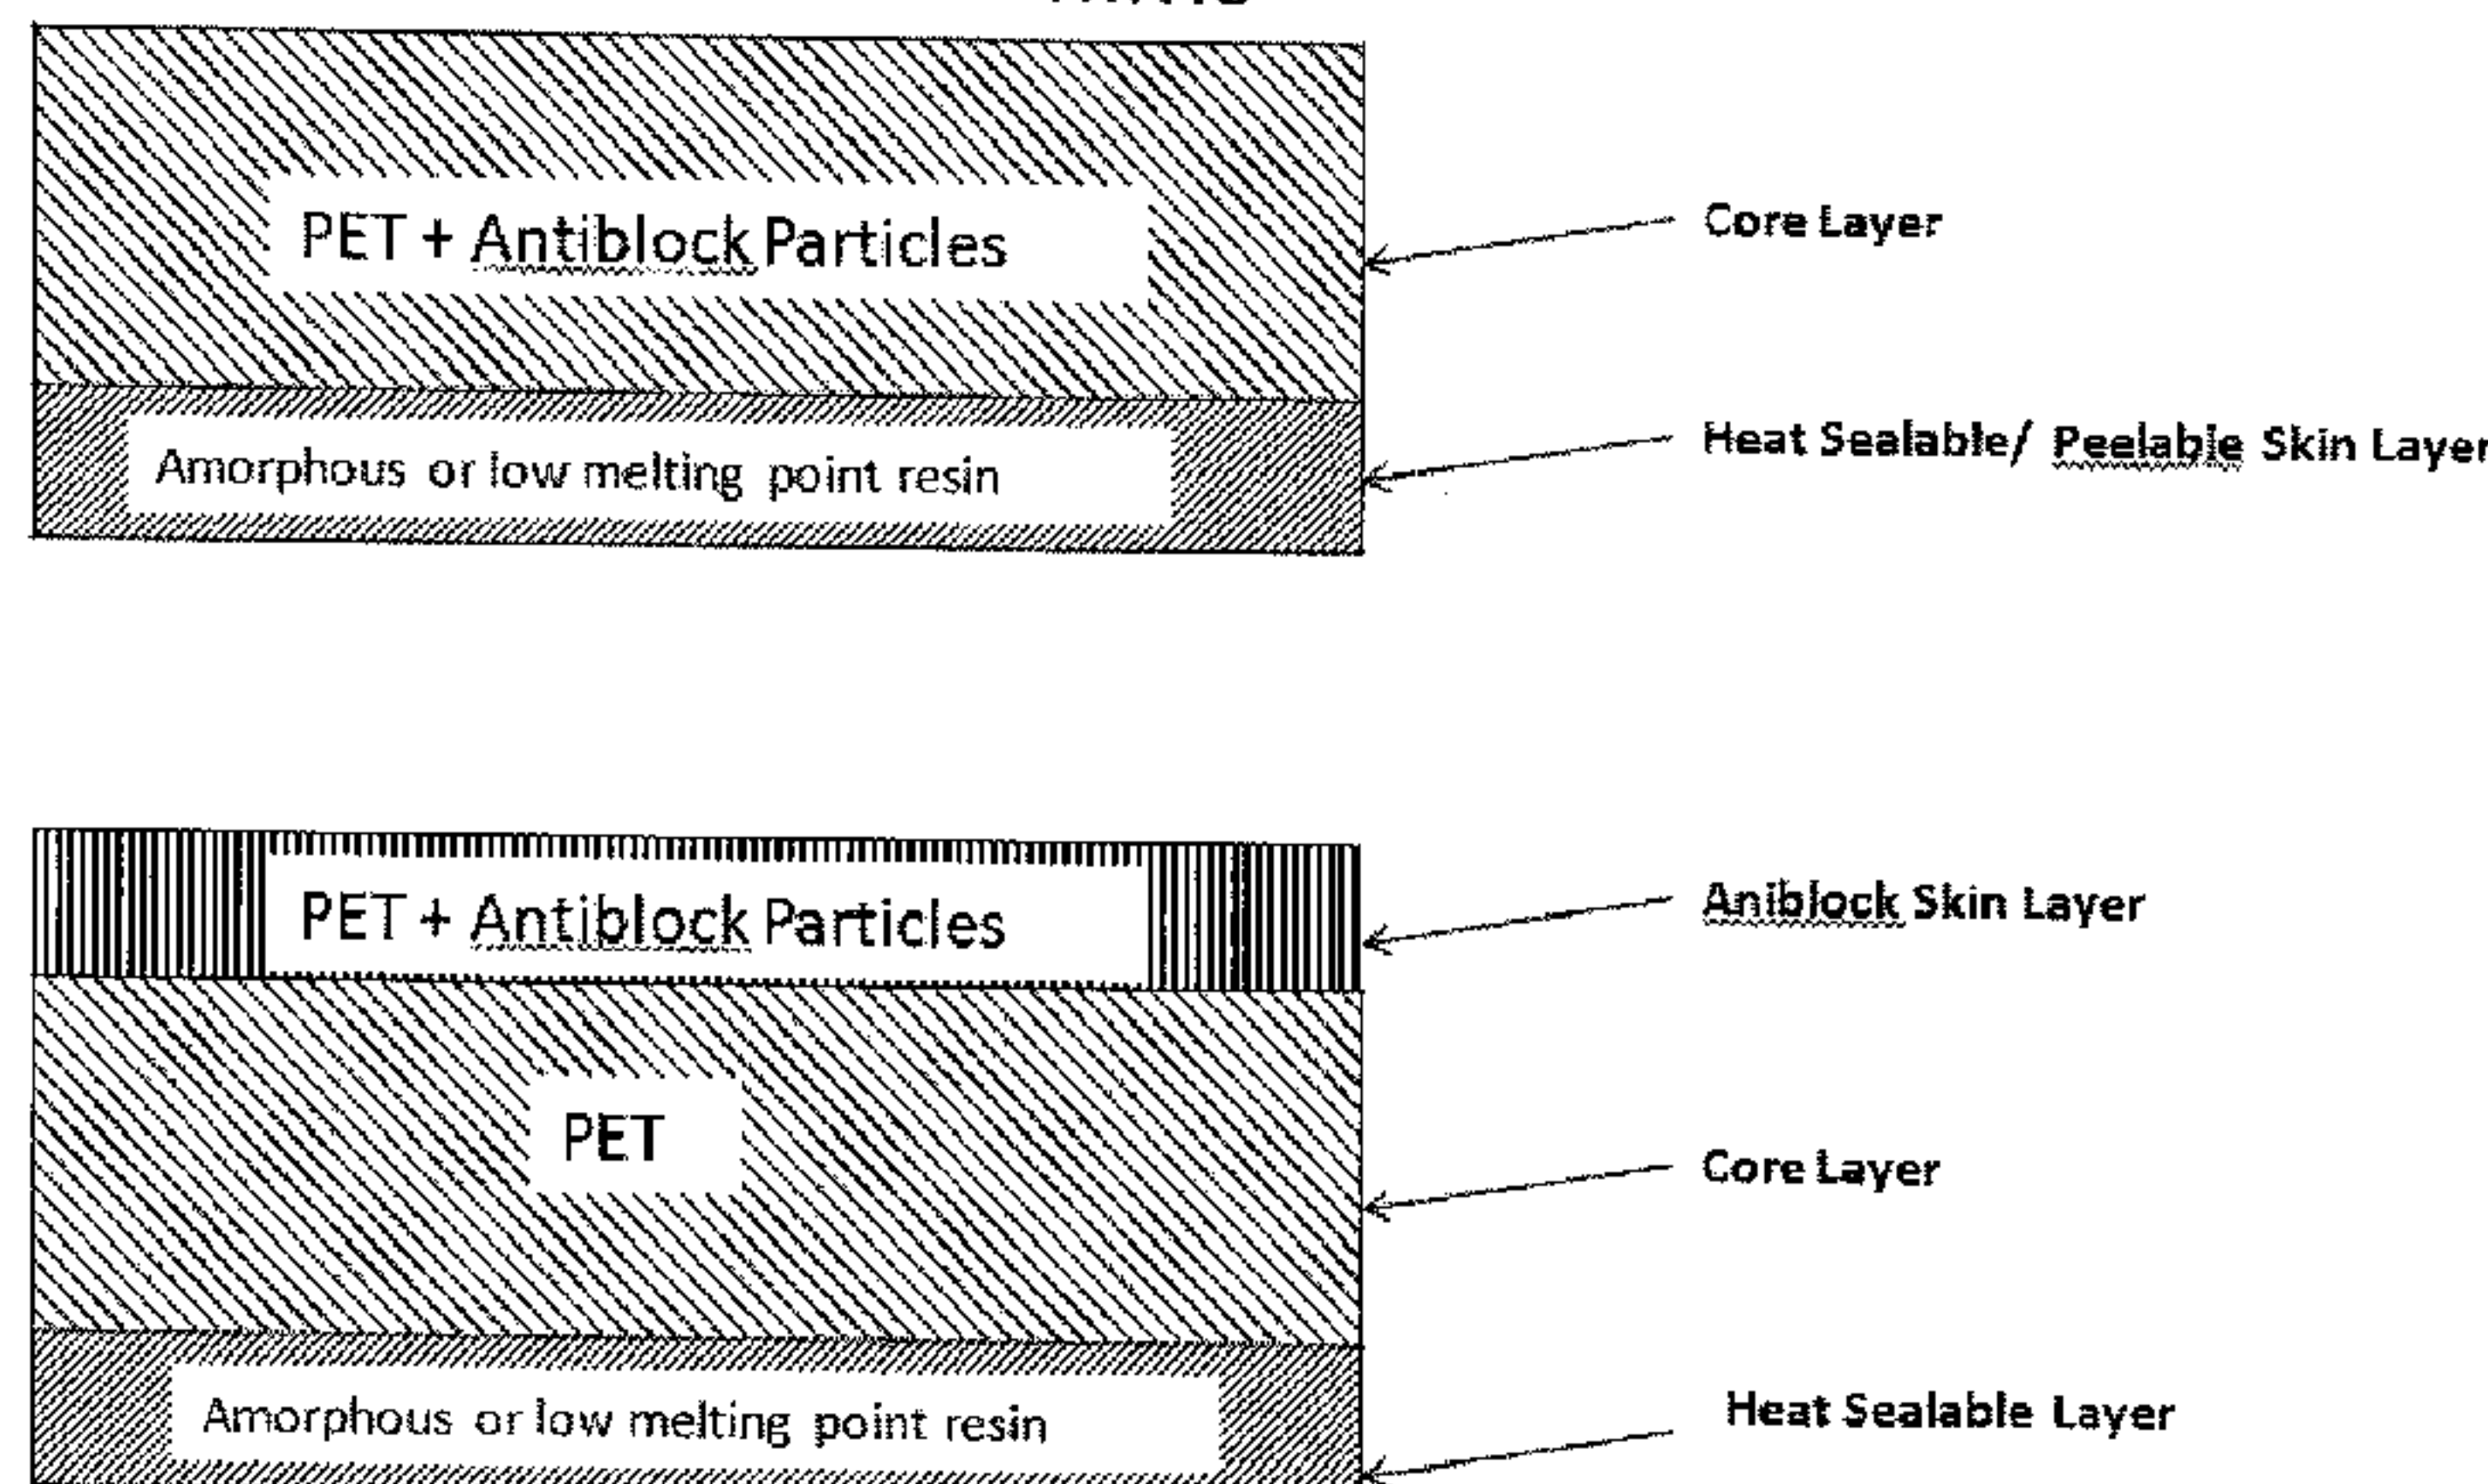 PET + Antiblock Particles
Core Layer
Amorphous or low melting point resin
Heat Sealable/ Peelable Skin Layer
PET + Antiblock Particles
Aniblock Skin Layer
PET
Core Layer
Amorphous or low melting point resin
Heat Sealable Layer